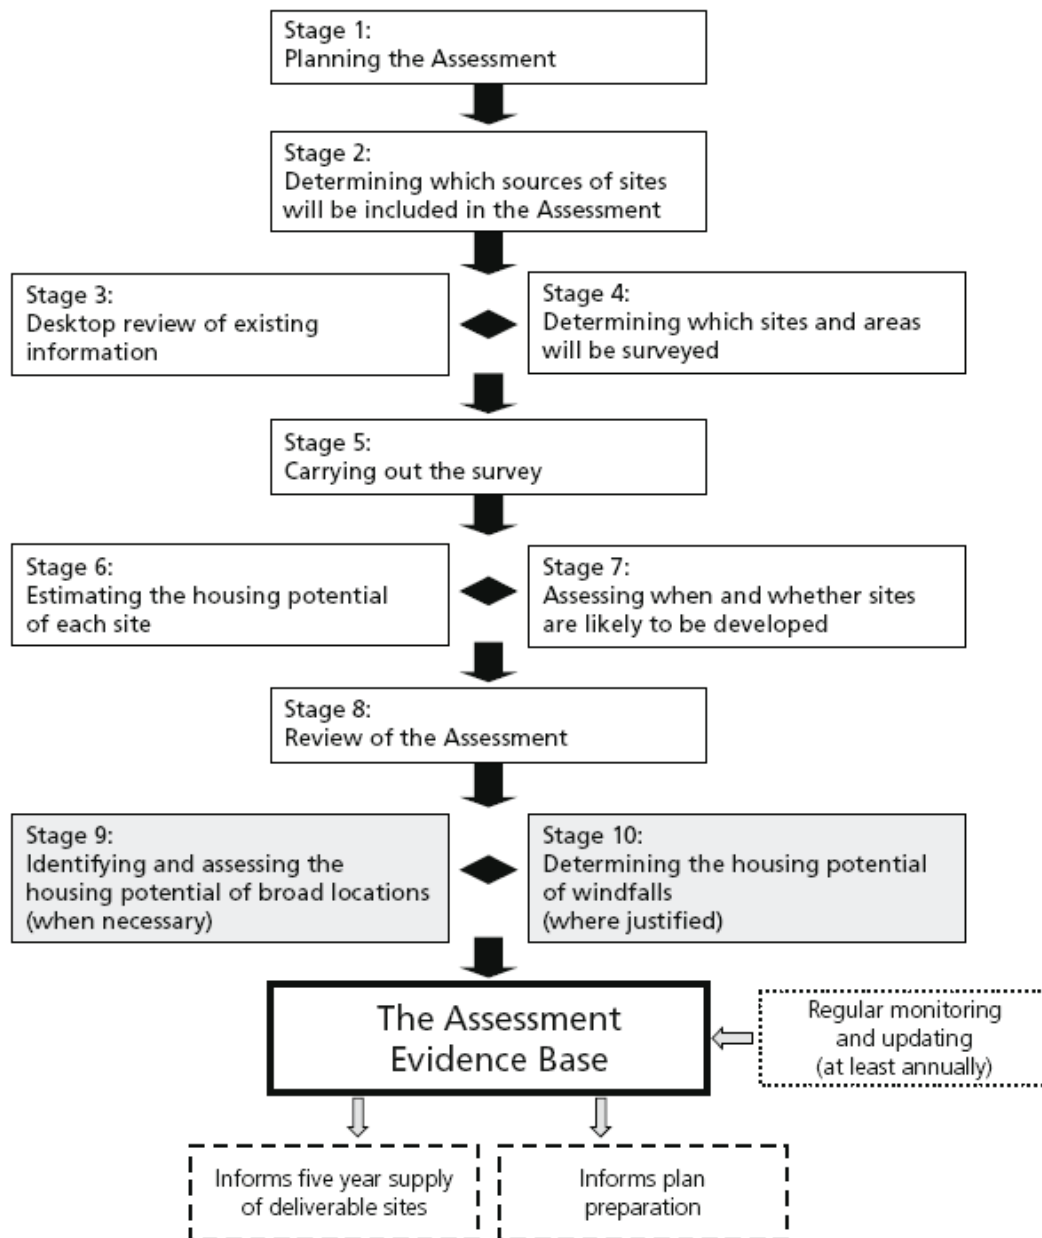 Stage 1:
Planning the Assessment
Stage 2:
Determining which sources of sites
will be included in the Assessment
Stage 3:
Desktop review of existing
information
Stage 4:
Determining which sites and areas
will be surveyed
Stage 5:
Carrying out the survey
Stage 6:
Estimating the housing potential
of each site
Stage 7:
Assessing when and whether sites
are likely to be developed
Stage 8:
Review of the Assessment
Stage 9:
Identifying and assessing the
housing potential of broad locations
(when necessary)
Stage 10:
Determining the housing potential
of windfalls
(where justified)
The Assessment
Evidence Base
Regular monitoring
and updating
(at least annually)
Informs five year supply
of deliverable sites
Informs plan
preparation